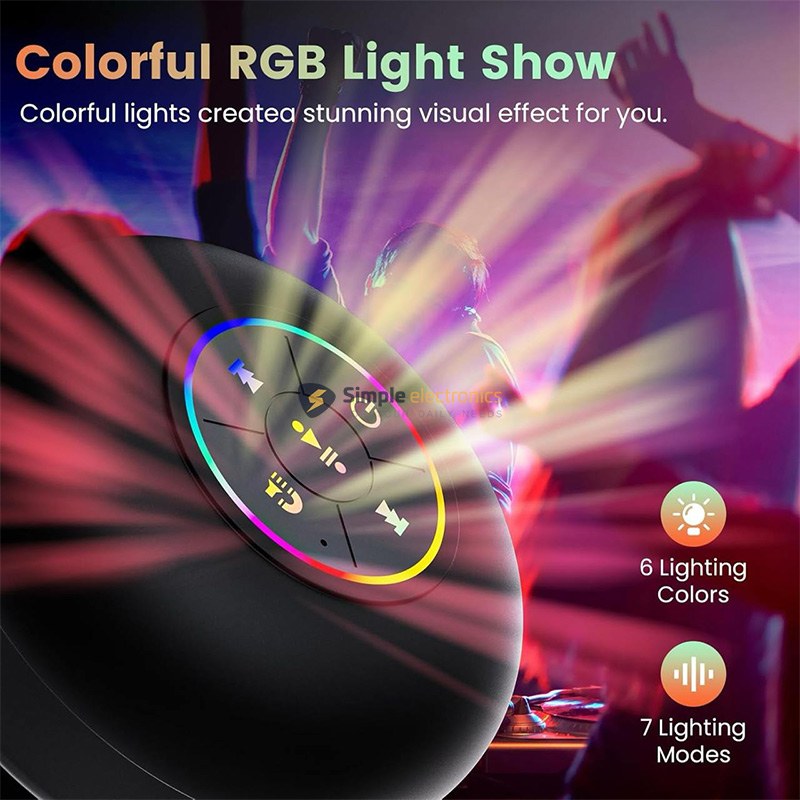 Colorful RGB Light Show
Colorful lights createa stunning visual effect for you.
Simple electronics
6 Lighting
Colors
7 Lighting
Modes